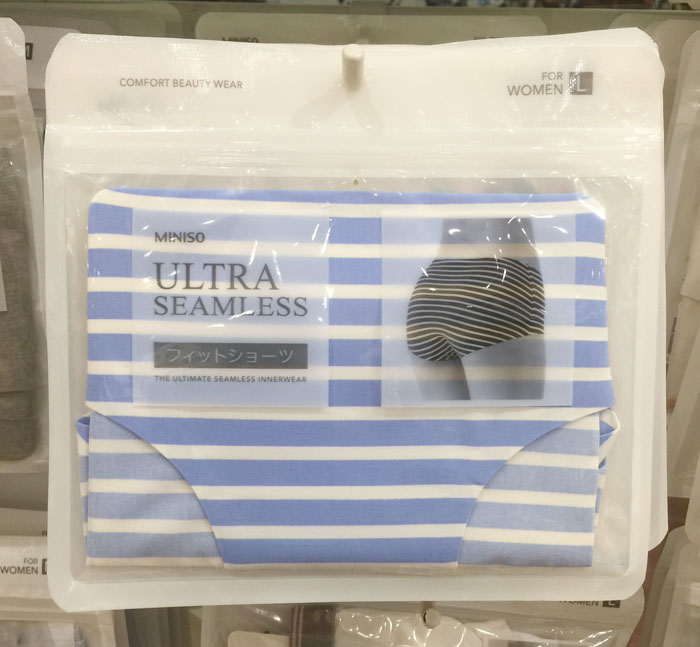 COMFORT BEAUTY WEAR
FOR
WOMEN L
MINISO
ULTRA
SEAMLESS
フィットショーツ
THE ULTIMATE SEAMLESS INNERWEAR
FOR
WOMEN
WOMEN L